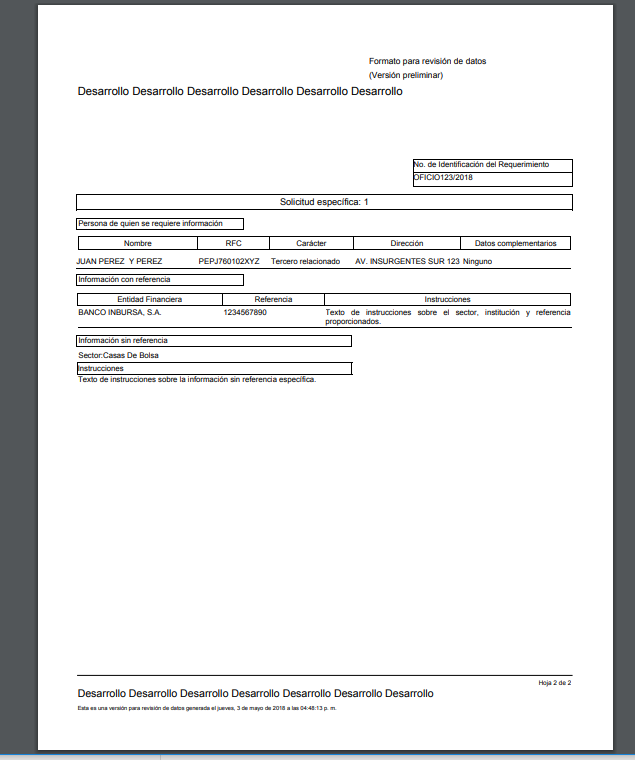 Formato para revisión de datos
(Versión preliminar)
Desarrollo Desarrollo Desarrollo Desarrollo Desarrollo Desarrollo
No. de Identificación del Requerimiento
OFICIO123/2018
Solicitud específica: 1
Persona de quien se requiere información
Nombre RFC Carácter Dirección Datos complementarios
JUAN PEREZ Y PEREZ PEPJ760102XYZ Tercero relacionado AV. INSURGENTES SUR 123 Ninguno
Información con referencia
Entidad Financiera Referencia Instrucciones
BANCO INBURSA, S.A. 1234567890 Texto de instrucciones sobre el sector, institución y referencia
proporcionados.
Información sin referencia
Sector:Casas De Bolsa
Instrucciones
Texto de instrucciones sobre la información sin referencia específica.
Hoja 2 de 2
Desarrollo Desarrollo Desarrollo Desarrollo Desarrollo Desarrollo Desarrollo
Esta es una versión para revisión de datos generada el jueves, 3 de mayo de 2018 a las 04:48:13 p. m.